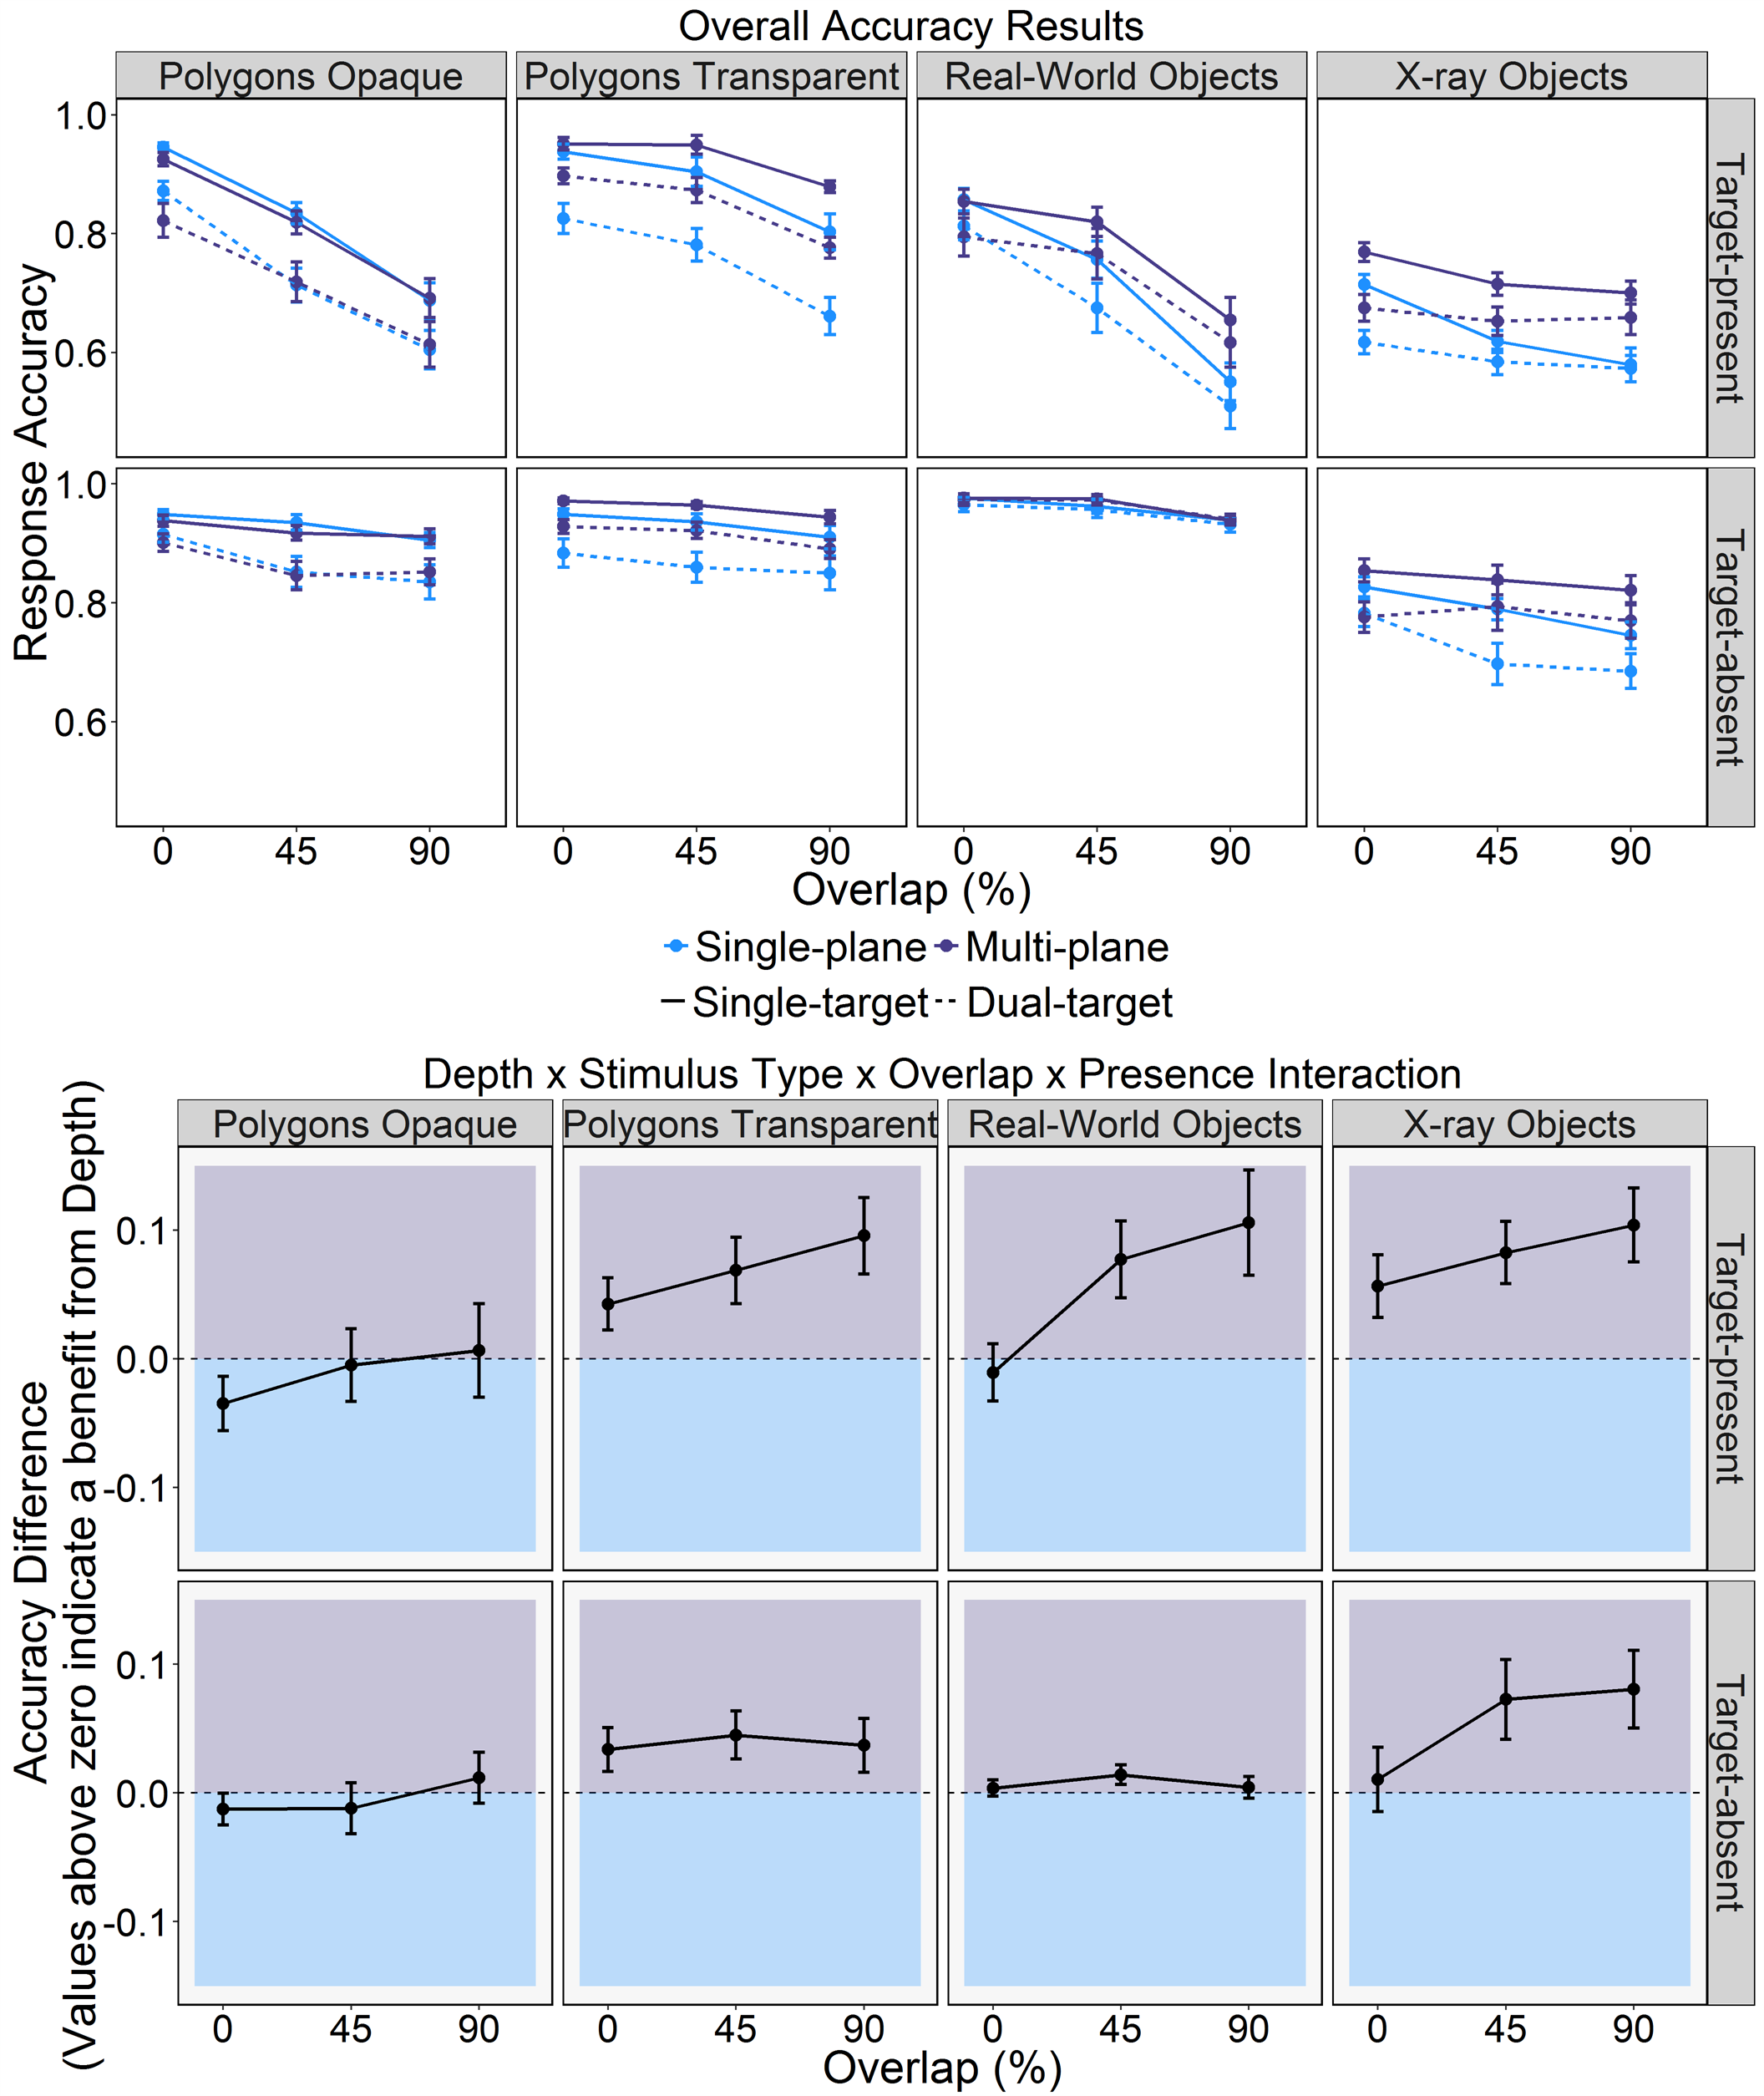 Overall Accuracy Results
Polygons Opaque
Polygons Transparent
Real-World Objects
X-ray Objects
Response Accuracy
1.0
0.8
0.6
Target-present
1.0
0.8
0.6
Target-absent
0 45 90
0 45 90
0 45 90
0 45 90
Overlap (%)
Single-plane Multi-plane
Single-target Dual-target
Depth x Stimulus Type x Overlap x Presence Interaction
Polygons Opaque
Polygons Transparent
Real-World Objects
X-ray Objects
Accuracy Difference
(Values above zero indicate a benefit from Depth)
0.1
0.0
-0.1
Target-present
0.1
0.0
-0.1
Target-absent
0 45 90
0 45 90
0 45 90
0 45 90
Overlap (%)